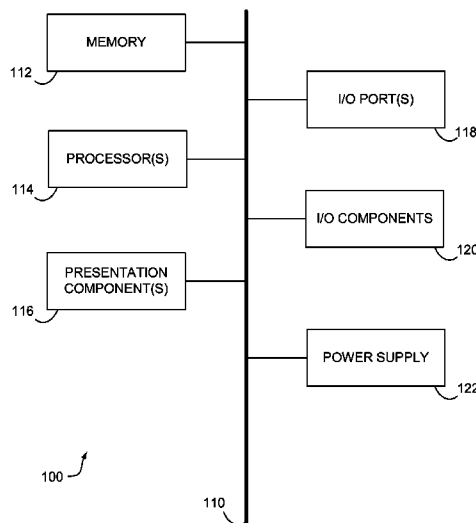 MEMORY
112
I/O PORT(S)
118
PROCESSOR(S)
114
I/O COMPONENTS
120
PRESENTATION
COMPONENT(S)
116
POWER SUPPLY
122
100
110